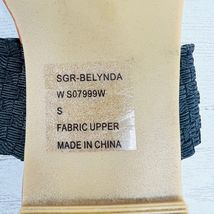 SGR-BELYNDA
W S07999W
S
FABRIC UPPER
MADE IN CHINA